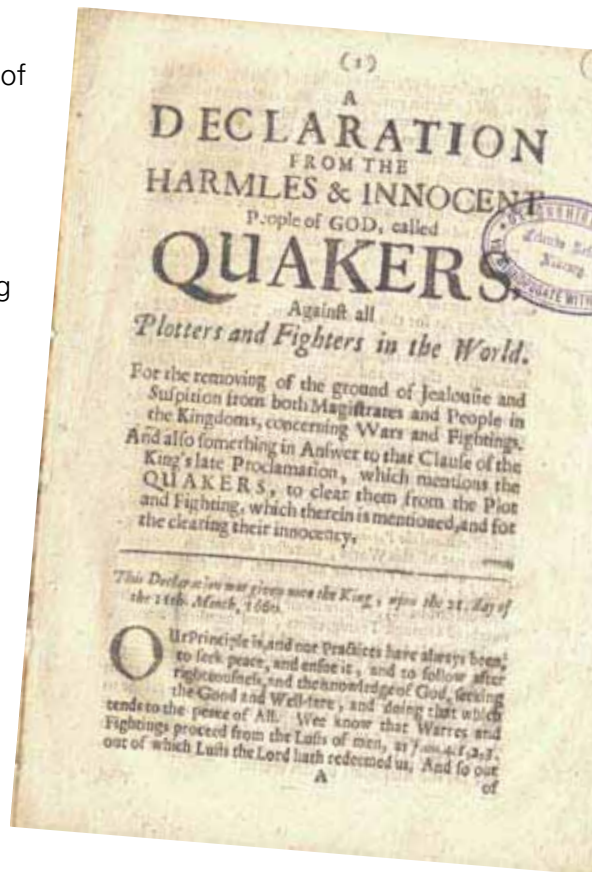 of
g
(1)
A
DECLARATION
FROM THE
HARMLES & INNOCENT
People of GOD, called
QUAKERS,
Againſt all
Plotters and Fighters in the World.
For the removing of the ground of Jealouſie and
Suſpition from both Magiſtrates and People in
the Kingdoms, concerning Wars and Fightings.
And alſo ſomething in Anſwer to that Clauſe of the
King's late Proclamation, which mentions the
QUAKERS, to clear them from the Plot
and Fighting, which therein is mentioned, and for
the clearing their innocency.
This Declaration was given unto the King, upon the 21. day of
the 11th. Month, 1660.
OUr Principle is, and our Practices have always been,
to ſeek peace, and enſue it, and to follow after
righteouſneſs, and the knowledge of God, ſeeking
the Good and Well-fare, and doing that which
tends to the peace of All. Wee know that Warres and
Fightings proceed from the Luſts of men, as
out of which Luſts the Lord hath redeemed us, And ſo out
A
of